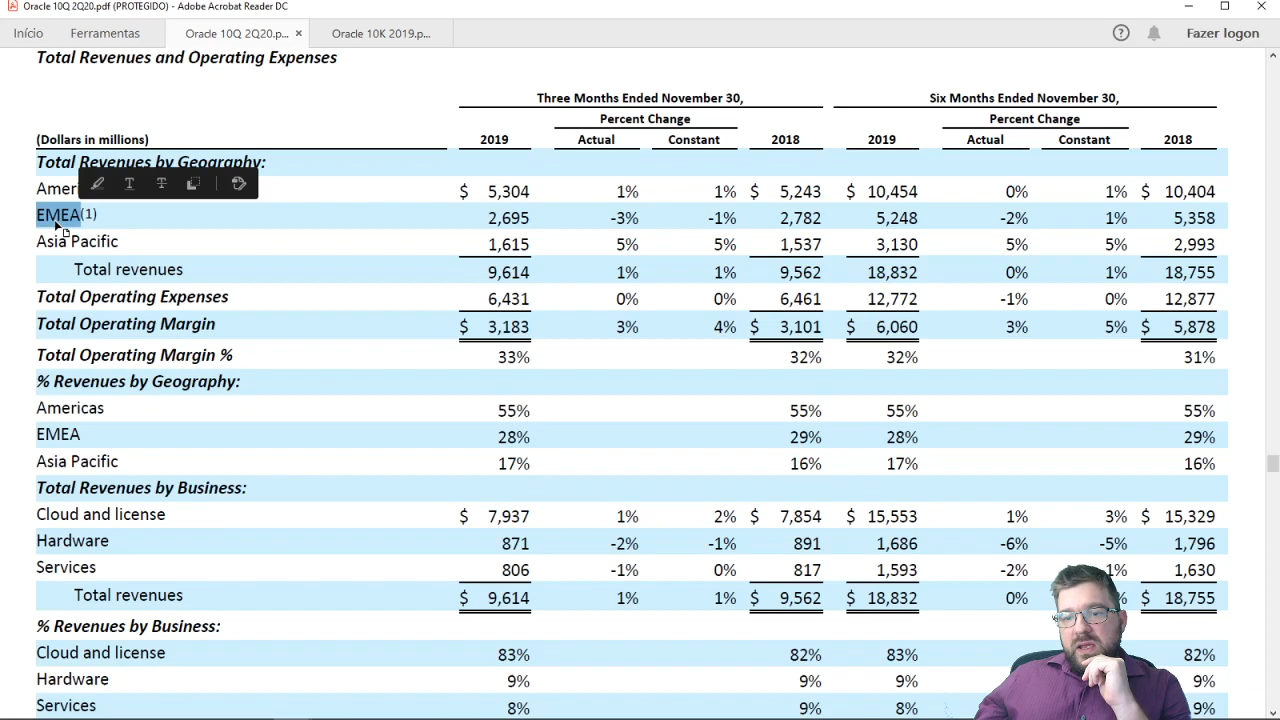 Oracle 10Q 2Q20.pdf (PROTEGIDO) - Adobe Acrobat Reader DC
Início Ferramentas Oracle 10Q 2Q20.p... × Oracle 10K 2019.p... Fazer logon
Total Revenues and Operating Expenses
Three Months Ended November 30, Six Months Ended November 30,
Percent Change Percent Change
(Dollars in millions) 2019 Actual Constant 2018 2019 Actual Constant 2018
Total Revenues by Geography:
Ameri $ 5,304 1% 1% $ 5,243 $ 10,454 0% 1% $ 10,404
EMEA(1) 2,695 -3% -1% 2,782 5,248 -2% 1% 5,358
Asia Pacific 1,615 5% 5% 1,537 3,130 5% 5% 2,993
Total revenues 9,614 1% 1% 9,562 18,832 0% 1% 18,755
Total Operating Expenses 6,431 0% 0% 6,461 12,772 -1% 0% 12,877
Total Operating Margin $ 3,183 3% 4% $ 3,101 $ 6,060 3% 5% $ 5,878
Total Operating Margin % 33% 32% 32% 31%
% Revenues by Geography:
Americas 55% 55% 55% 55%
EMEA 28% 29% 28% 29%
Asia Pacific 17% 16% 17% 16%
Total Revenues by Business:
Cloud and license $ 7,937 1% 2% $ 7,854 $ 15,553 1% 3% $ 15,329
Hardware 871 -2% -1% 891 1,686 -6% -5% 1,796
Services 806 -1% 0% 817 1,593 -2% 1% 1,630
Total revenues $ 9,614 1% 1% $ 9,562 $ 18,832 0% % $ 18,755
% Revenues by Business:
Cloud and license 83% 82% 83% 82%
Hardware 9% 9% 9% 9%
Services 8% 9% 8% 9%